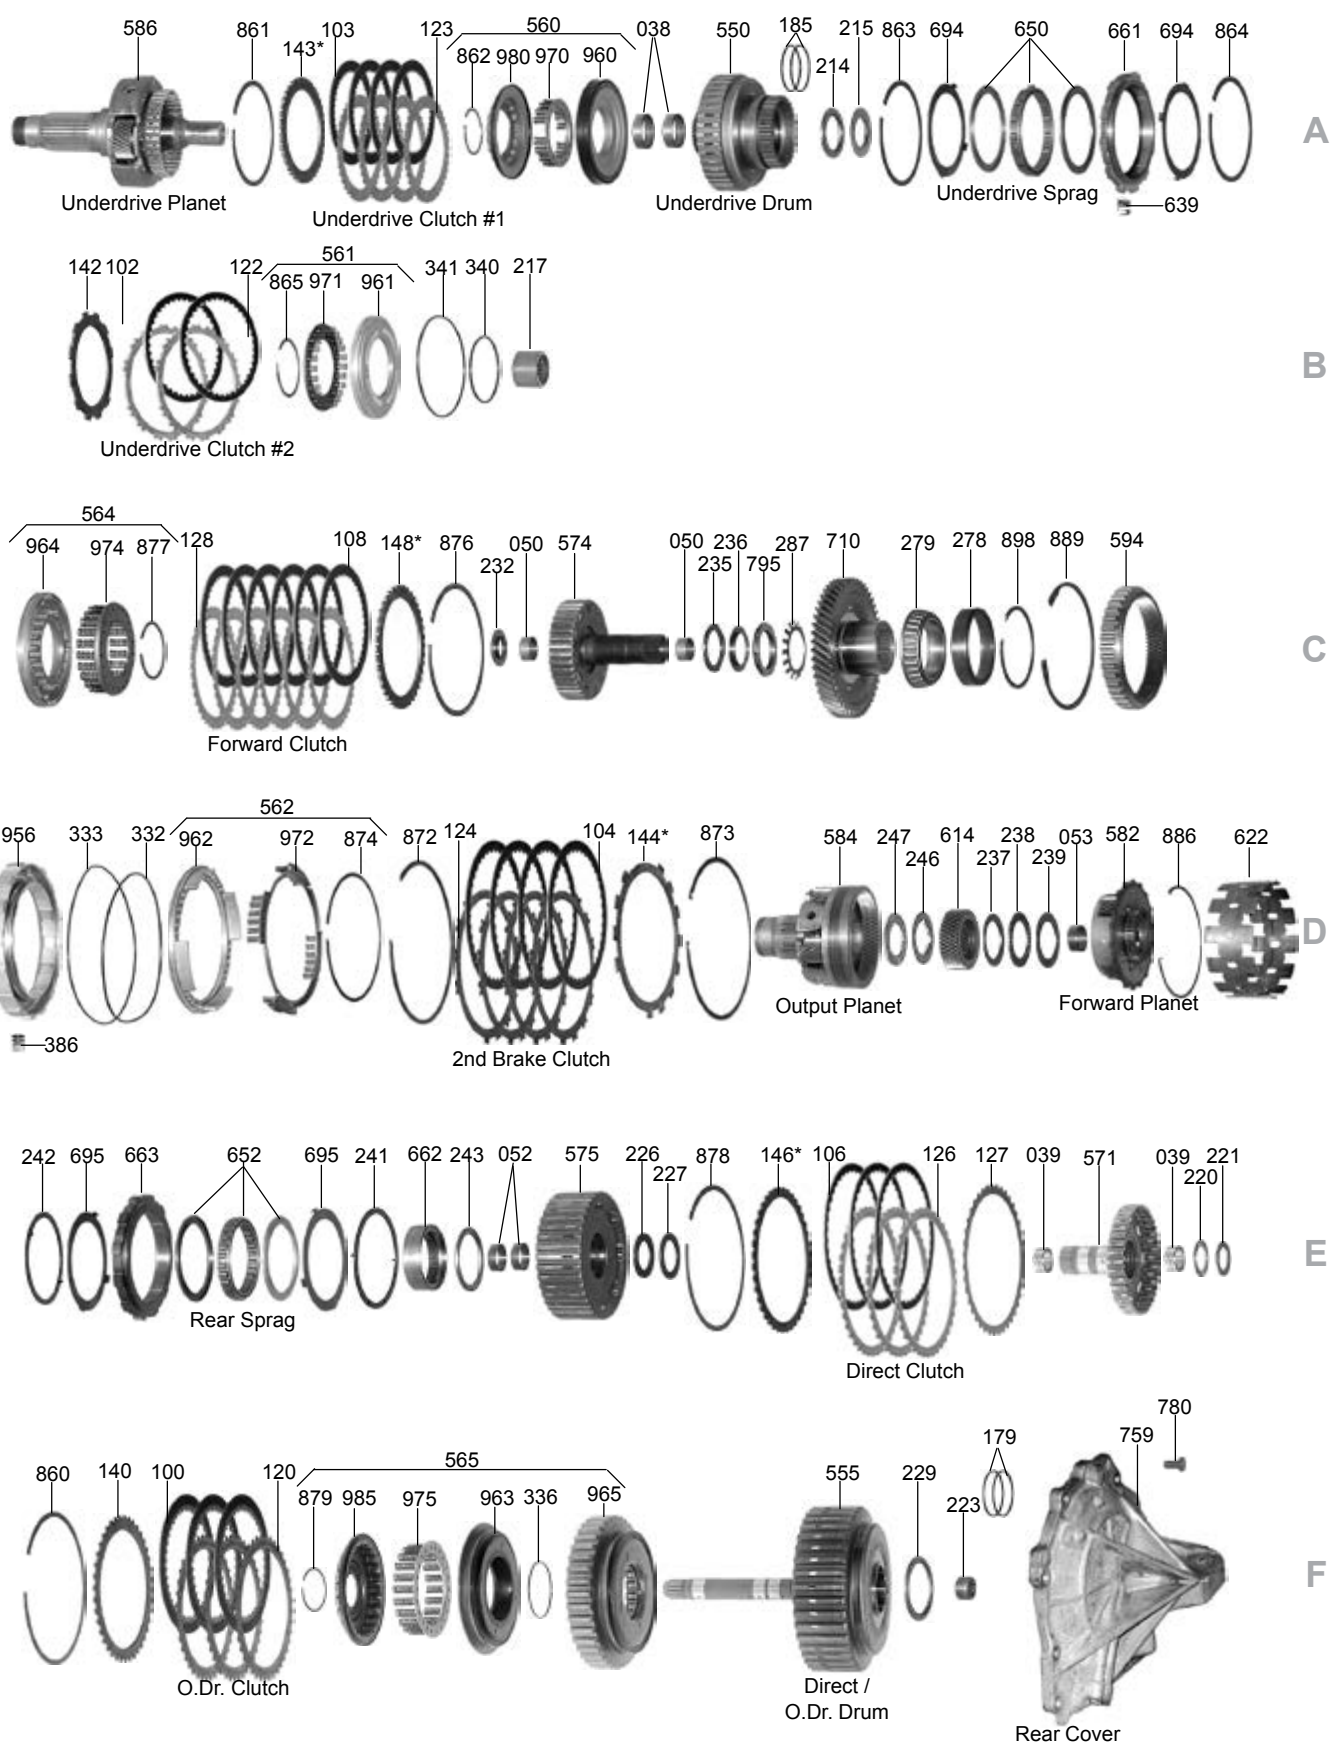 586 861 143* 103 123 560 862 980 970 960 038 550 185 214 215 863 694 650 661 694 864
A
Underdrive Planet
Underdrive Clutch #1
Underdrive Drum
Underdrive Sprag
639
142 102 122 561 865 971 961 341 340 217
B
Underdrive Clutch #2
564
964 974 877 128 108 148* 876 232 050 574 050 235 236 795 287 710 279 278 898 889 594
C
Forward Clutch
562
956 333 332 962 972 874 872 124 104 144* 873 584 247 246 614 237 238 239 053 582 886 622
D
Output Planet
Forward Planet
386
2nd Brake Clutch
242 695 663 652 695 241 662 243 052 575 226 227 878 146* 106 126 127 039 571 039 220 221
E
Rear Sprag
Direct Clutch
860 140 100 120 565 879 985 975 963 336 965 555 229 223 179 759 780
F
O.Dr. Clutch
Direct /
O.Dr. Drum
Rear Cover